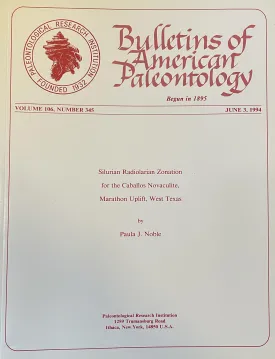 PALEONTOLOGICAL RESEARCH INSTITUTION
FOUNDED IN 1932
Bulletins of
American
Paleontology
Begun in 1895
VOLUME 106, NUMBER 345
JUNE 3, 1994
Silurian Radiolarian Zonation
for the Caballos Novaculite,
Marathon Uplift, West Texas
by
Paula J. Noble
Paleontological Research Institution
1259 Trumansburg Road
Ithaca, New York, 14850 U.S.A.